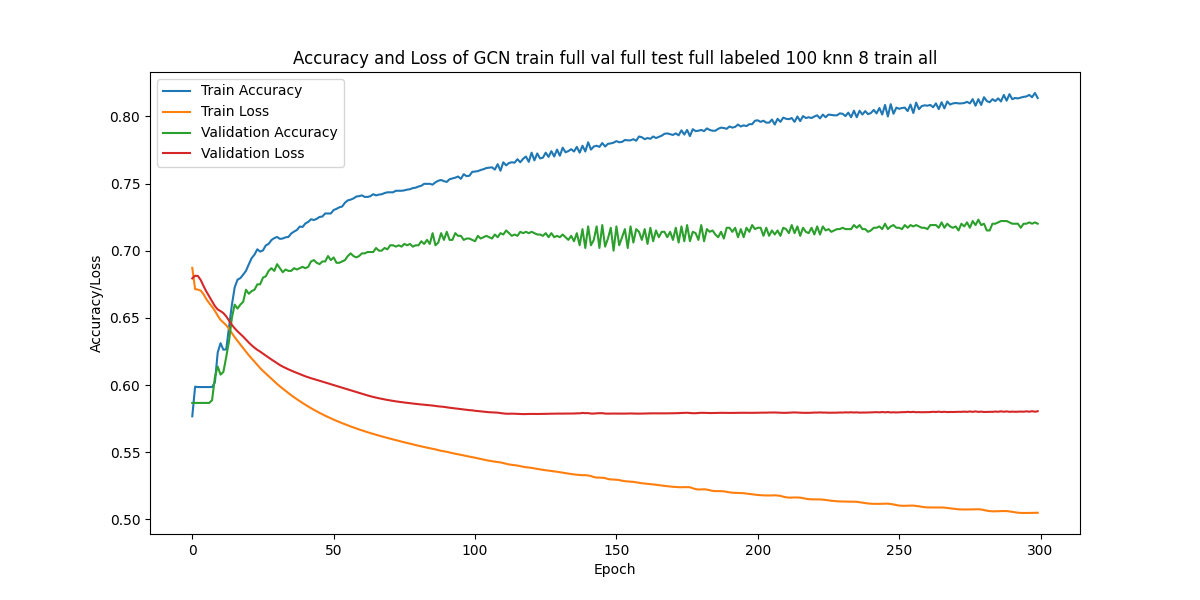 Accuracy and Loss of GCN train full val full test full labeled 100 knn 8 train all
Train Accuracy
Train Loss
Validation Accuracy
Validation Loss
Accuracy/Loss
0.80
0.75
0.70
0.65
0.60
0.55
0.50
0 50 100 150 200 250 300
Epoch